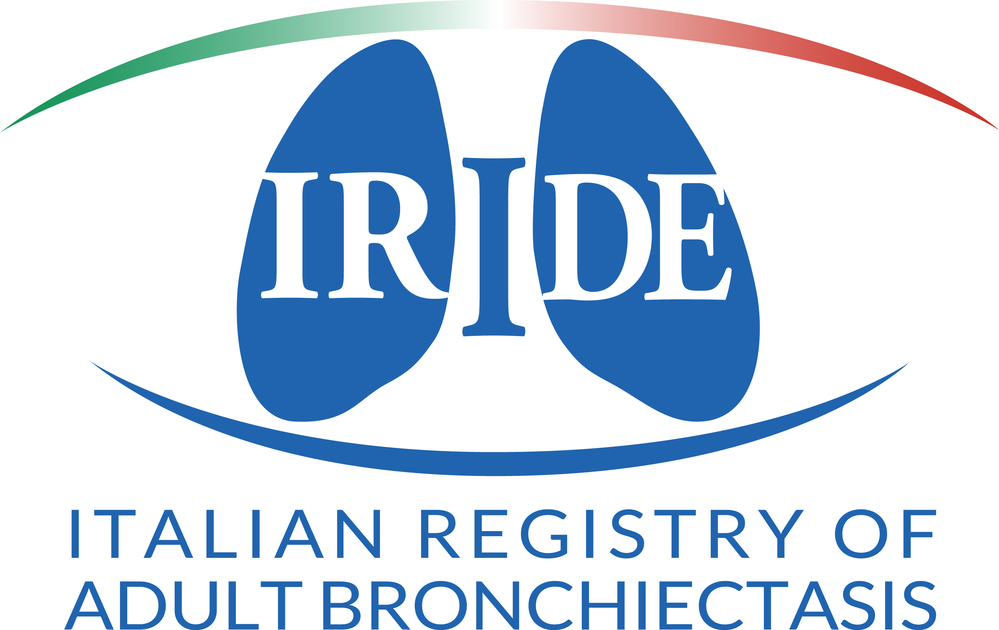 IRIDE
ITALIAN REGISTRY OF
ADULT BRONCHIECTASIS